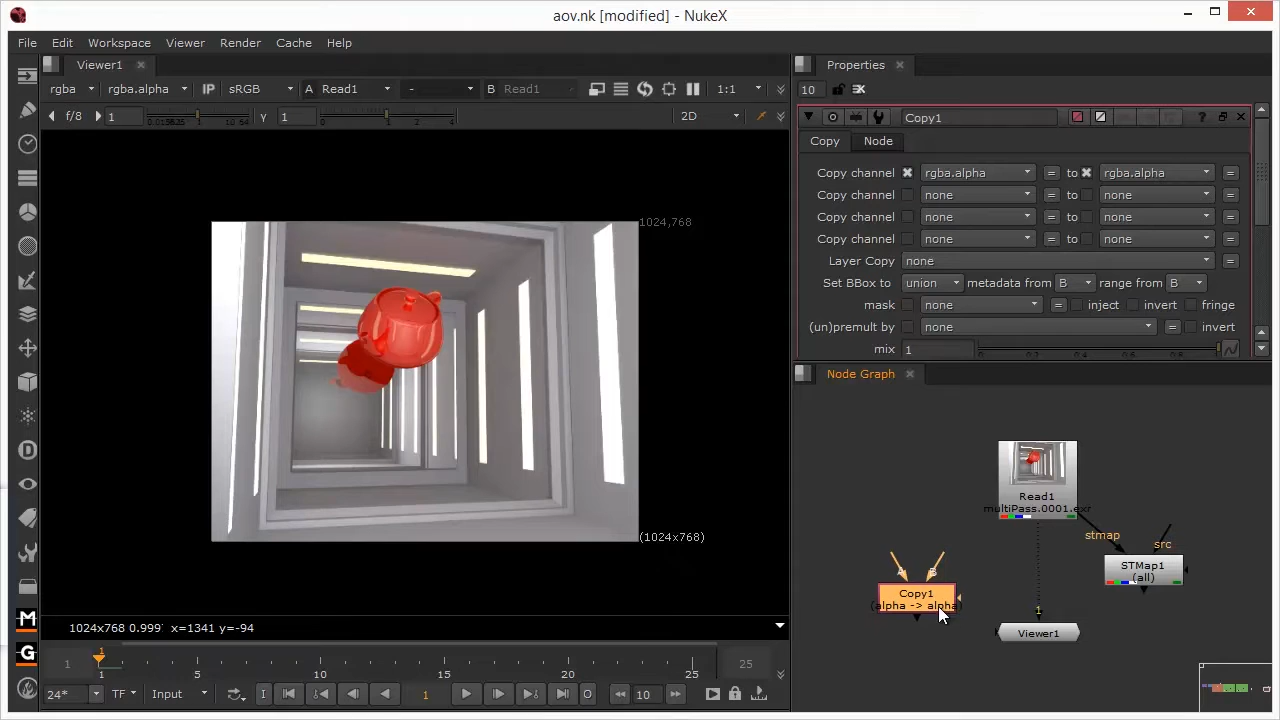 aov.nk [modified] - NukeX
File Edit Workspace Viewer Render Cache Help
Viewer1
rgba rgba.alpha IP sRGB A Read1 - B Read1 1:1
f/8 1 γ 1 2D
1024,768
(1024x768)
1024x768 0.997 x=1341 y=-94
1 1 5 10 15 20 25 25
1
24* TF Input I 1 O 10
Properties
10
Copy1
Copy Node
Copy channel rgba.alpha = to rgba.alpha =
Copy channel none = to none =
Copy channel none = to none =
Copy channel none = to none =
Layer Copy none =
Set BBox to union metadata from B range from B
mask none = inject invert fringe
(un)premult by none = invert
mix 1
Node Graph
Read1
multiPass.0001.exr
stmap
src
STMap1
(all)
A B
Copy1
(alpha -> alpha)
1
Viewer1
D
M
G